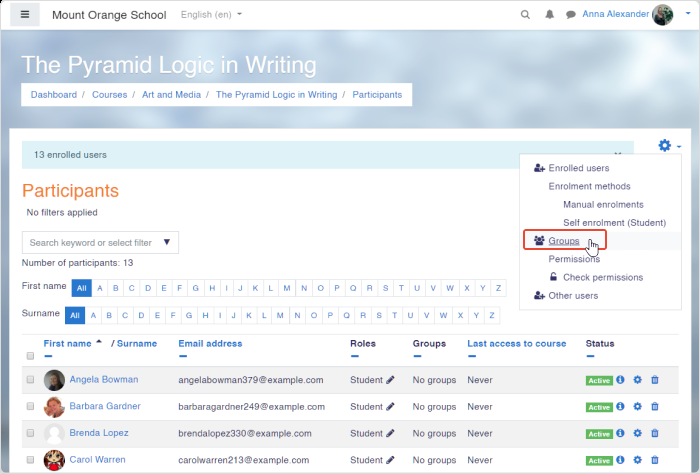 Mount Orange School English (en) Anna Alexander
The Pyramid Logic in Writing
Dashboard / Courses / Art and Media / The Pyramid Logic in Writing / Participants
13 enrolled users
Enrolled users
Enrolment methods
Manual enrolments
Self enrolment (Student)
Groups
Permissions
Check permissions
Other users
Participants
No filters applied
Search keyword or select filter ▼
Number of participants: 13
First name All A B C D E F G H I J K L M N O P Q R S T U V W X Y Z
Surname All A B C D E F G H I J K L M N O P Q R S T U V W X Y Z
First name / Surname Email address Roles Groups Last access to course Status
Angela Bowman angelabowman379@example.com Student No groups Never Active
Barbara Gardner barbaragardner249@example.com Student No groups Never Active
Brenda Lopez brendalopez330@example.com Student No groups Never Active
Carol Warren carolwarren213@example.com Student No groups Never Active